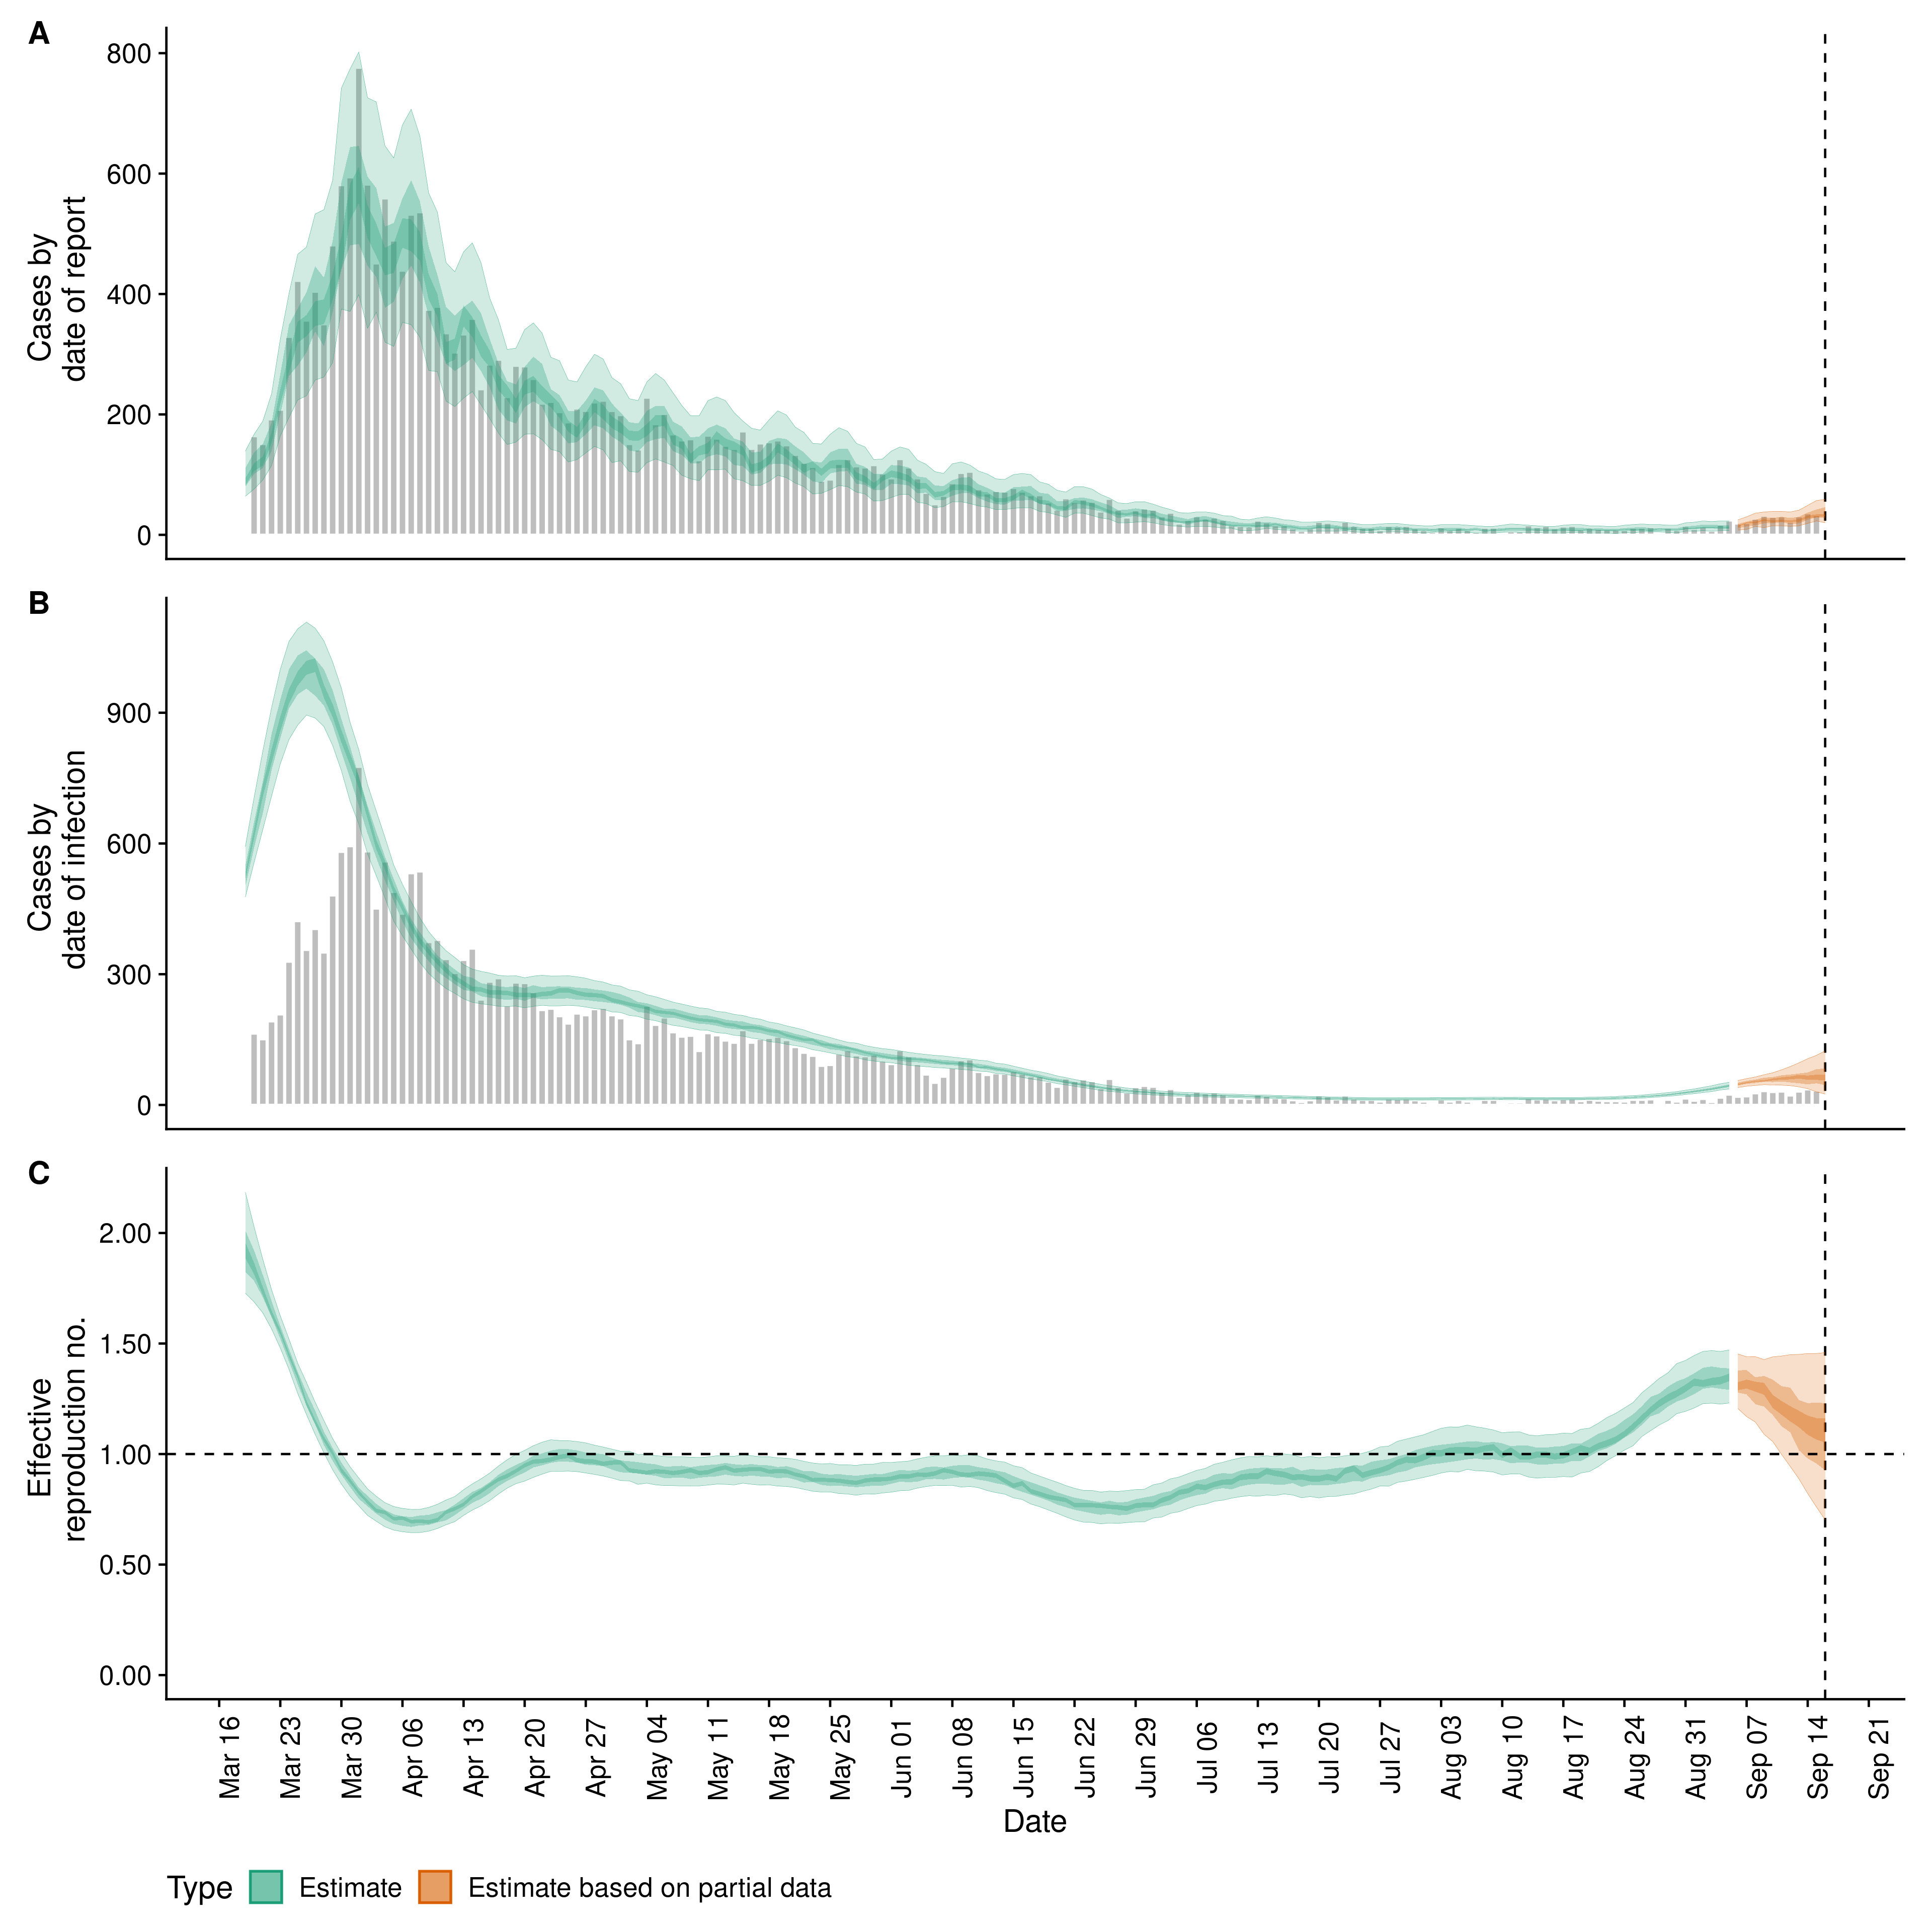 A
800
600
400
200
0
Cases by
date of report
B
900
600
300
0
Cases by
date of infection
C
2.00
1.50
1.00
0.50
0.00
Effective
reproduction no.
Mar 16
Mar 23
Mar 30
Apr 06
Apr 13
Apr 20
Apr 27
May 04
May 11
May 18
May 25
Jun 01
Jun 08
Jun 15
Jun 22
Jun 29
Jul 06
Jul 13
Jul 20
Jul 27
Aug 03
Aug 10
Aug 17
Aug 24
Aug 31
Sep 07
Sep 14
Sep 21
Date
Type Estimate Estimate based on partial data